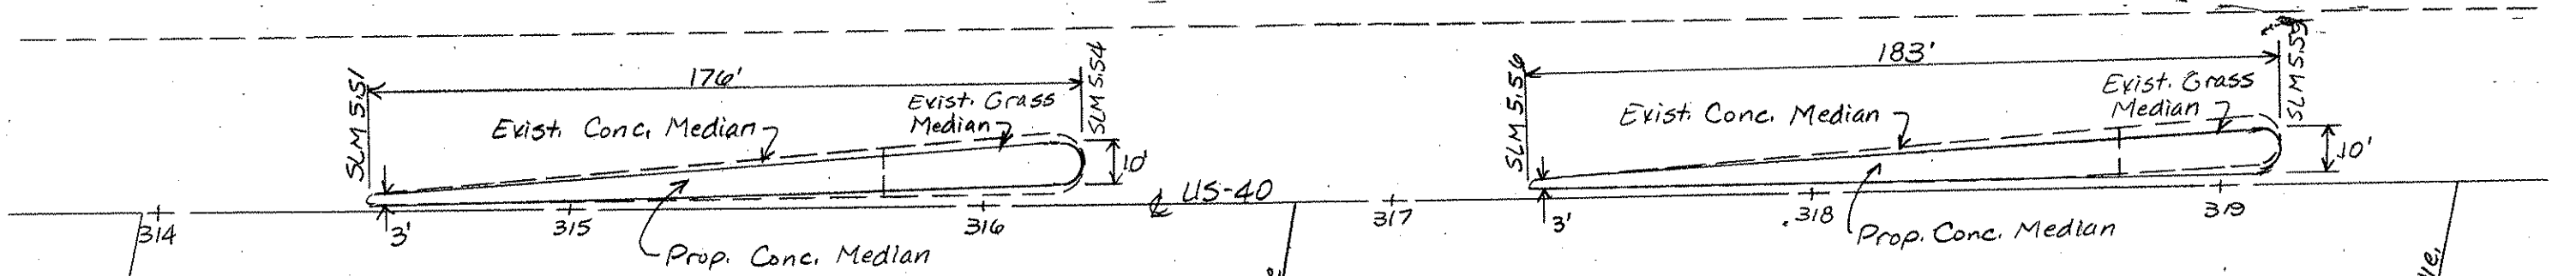 SLM 5.51
176'
SLM 5.54
Exist. Conc. Median
Exist. Grass
Median
10'
3'
Prop. Conc. Median
314
315
316
℄ US-40
SLM 5.56
183'
SLM 5.59
Exist. Conc. Median
Exist. Grass
Median
10'
3'
Prop. Conc. Median
317
318
319